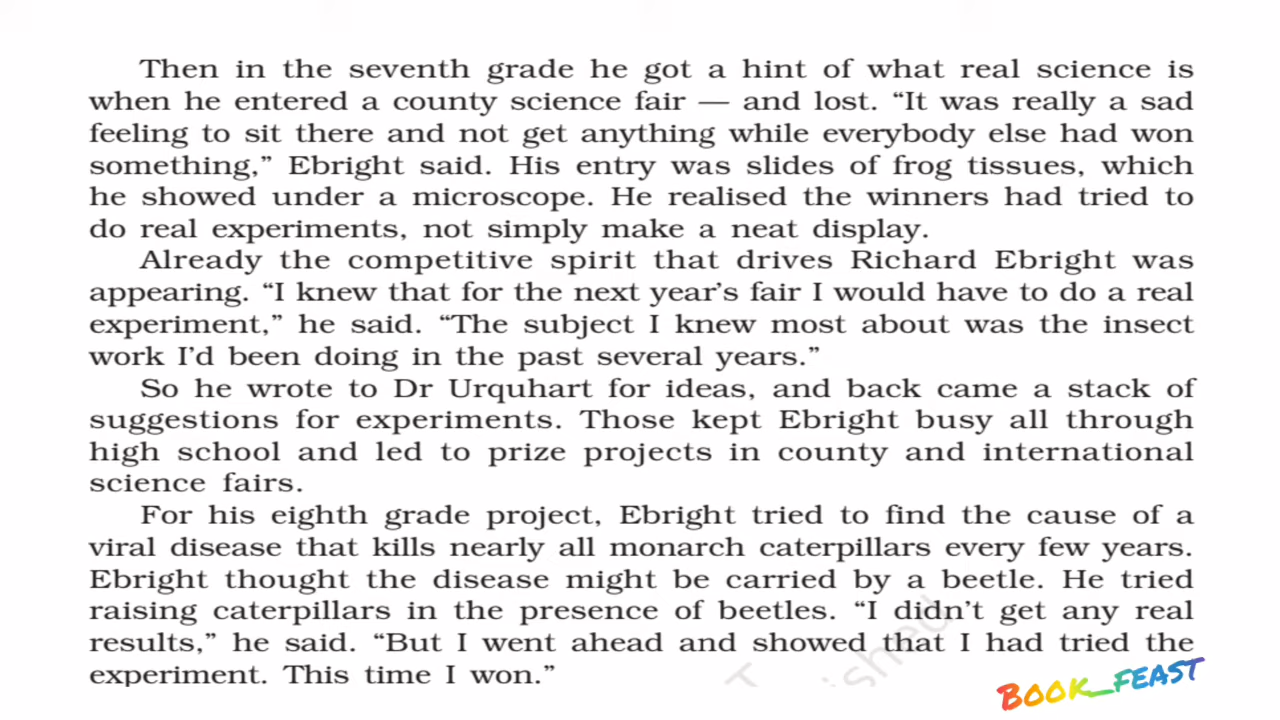 Then in the seventh grade he got a hint of what real science is
when he entered a county science fair — and lost. “It was really a sad
feeling to sit there and not get anything while everybody else had won
something,” Ebright said. His entry was slides of frog tissues, which
he showed under a microscope. He realised the winners had tried to
do real experiments, not simply make a neat display.
Already the competitive spirit that drives Richard Ebright was
appearing. “I knew that for the next year’s fair I would have to do a real
experiment,” he said. “The subject I knew most about was the insect
work I’d been doing in the past several years.”
So he wrote to Dr Urquhart for ideas, and back came a stack of
suggestions for experiments. Those kept Ebright busy all through
high school and led to prize projects in county and international
science fairs.
For his eighth grade project, Ebright tried to find the cause of a
viral disease that kills nearly all monarch caterpillars every few years.
Ebright thought the disease might be carried by a beetle. He tried
raising caterpillars in the presence of beetles. “I didn’t get any real
results,” he said. “But I went ahead and showed that I had tried the
experiment. This time I won.”
BOOK_FEAST